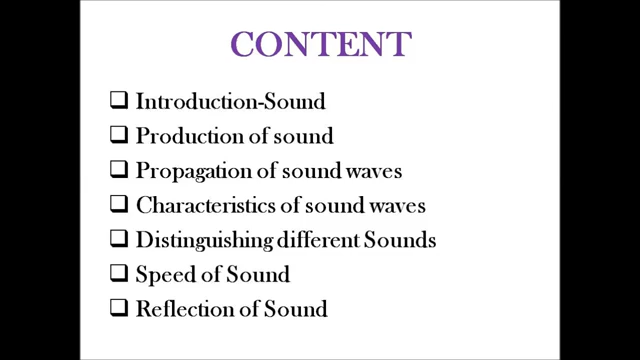 CONTENT
❑ Introduction-Sound
❑ Production of sound
❑ Propagation of sound waves
❑ Characteristics of sound waves
❑ Distinguishing different Sounds
❑ Speed of Sound
❑ Reflection of Sound